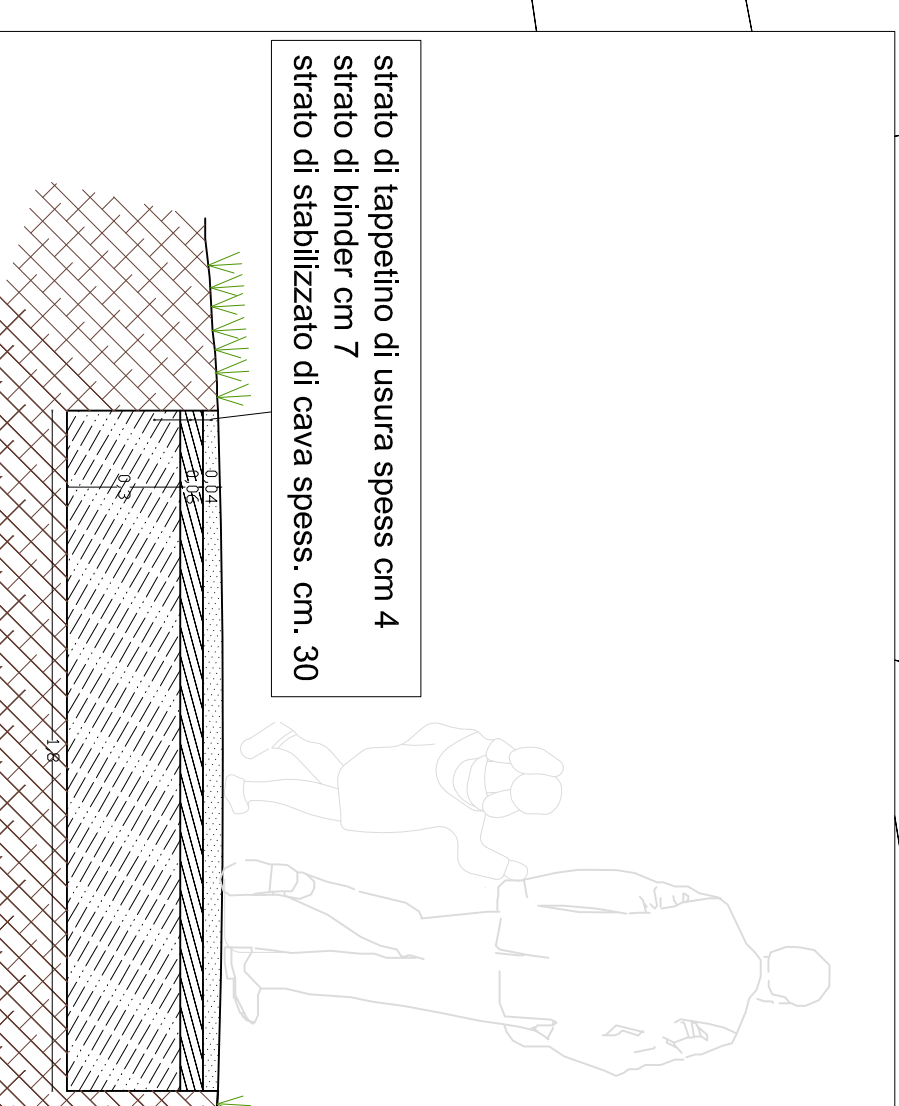 strato di tappetino di usura spess cm 4
strato di binder cm 7
strato di stabilizzato di cava spess. cm. 30
0,04
0,06
0,3
1,8